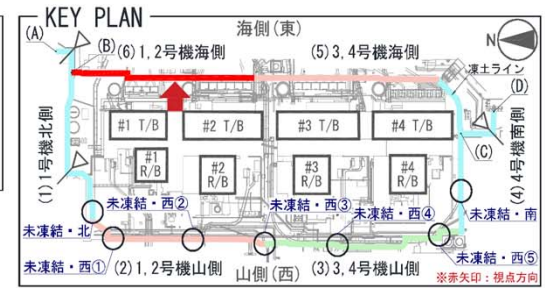 KEY PLAN
海側(東)
(A)
(B)
(6)1,2号機海側
(5)3,4号機海側
N
凍土ライン
(D)
#1 T/B
#2 T/B
#3 T/B
#4 T/B
(C)
(1)1号機北側
#1
R/B
#2
R/B
#3
R/B
#4
R/B
(4)4号機南側
未凍結・北
未凍結・西②
未凍結・西③
未凍結・西④
未凍結・南
未凍結・西①
未凍結・西⑤
(2)1,2号機山側
山側(西)
(3)3,4号機山側
※赤矢印:視点方向